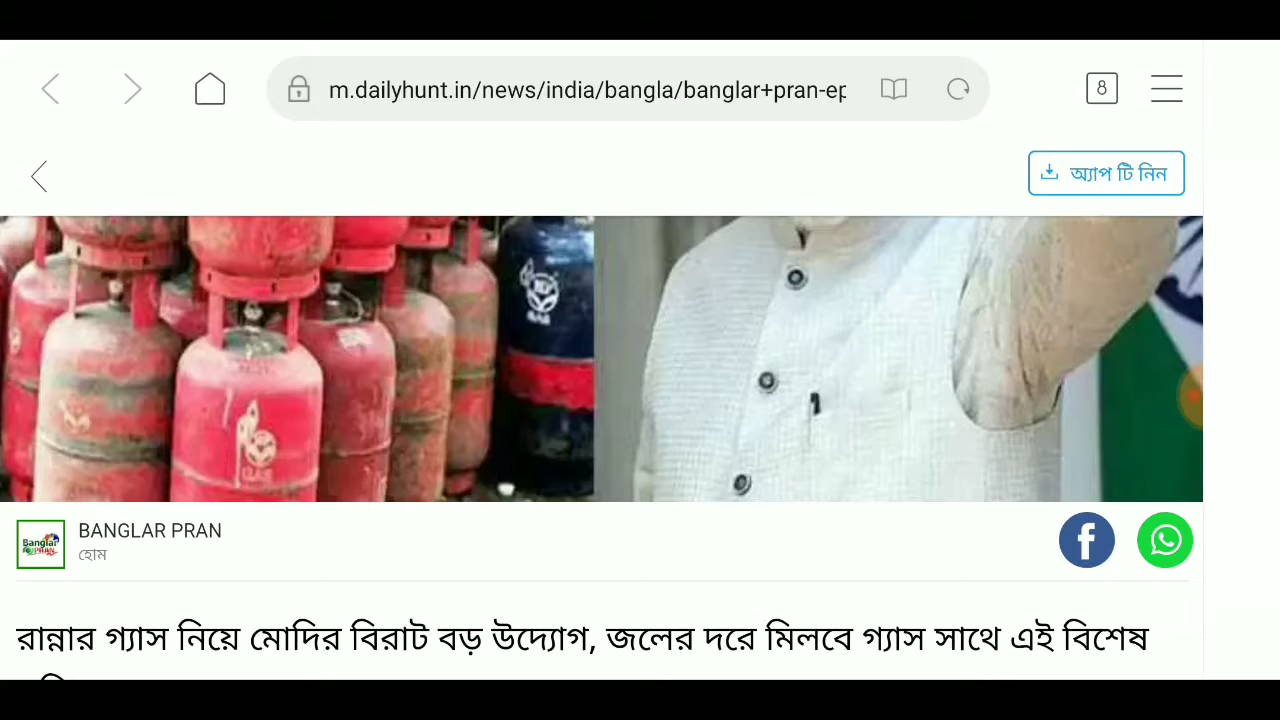 8
m.dailyhunt.in/news/india/bangla/banglar+pran-ep
অ্যাপ টি নিন
BANGLAR PRAN
হোম
রান্নার গ্যাস নিয়ে মোদির বিরাট বড় উদ্যোগ, জলের দরে মিলবে গ্যাস সাথে এই বিশেষ